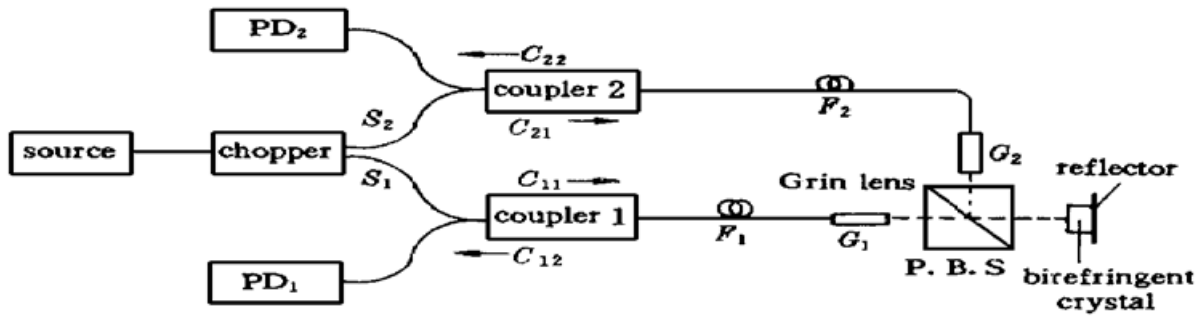 PD₂
C₂₂
coupler 2
C₂₁
F₂
S₂
source
chopper
S₁
G₂
reflector
C₁₁
Grin lens
coupler 1
C₁₂
F₁
G₁
P. B. S
birefringent
crystal
PD₁